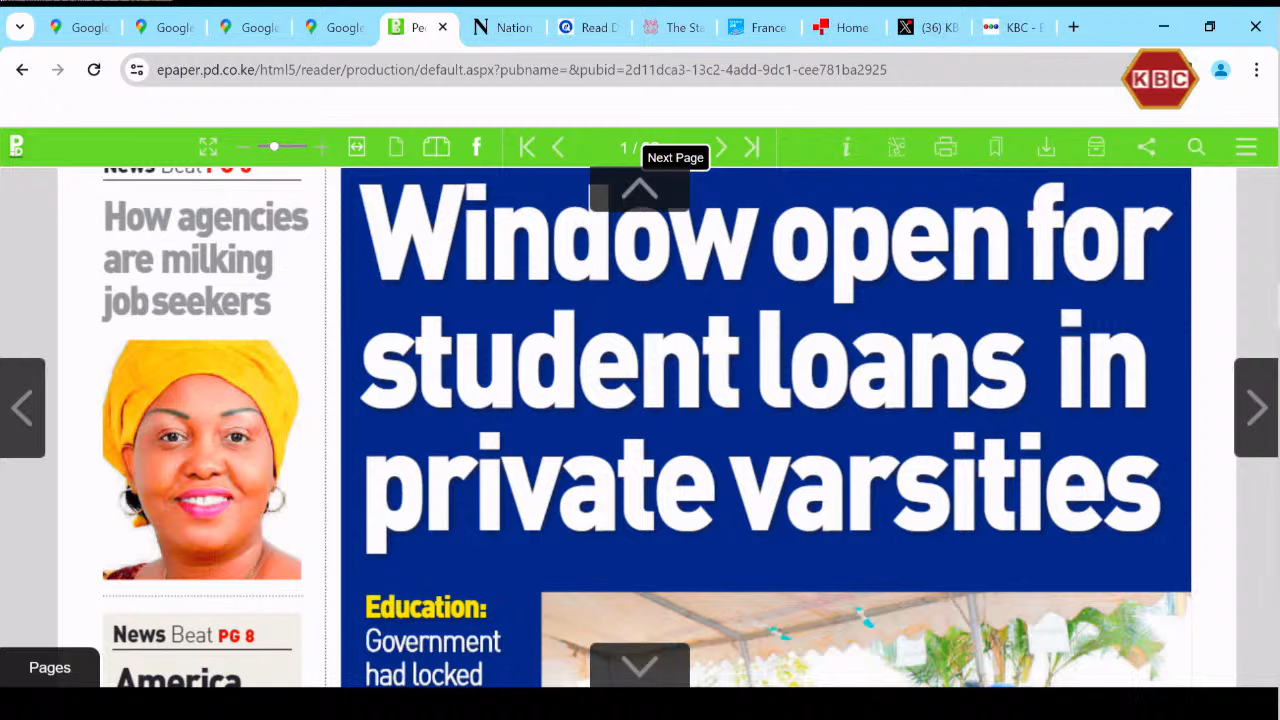 Google
Google
Google
Google
Pe
Nation
Read D
The Sta
France
Home
(36) KB
KBC - E
epaper.pd.co.ke/html5/reader/production/default.aspx?pubname=&pubid=2d11dca3-13c2-4add-9dc1-cee781ba2925
KBC
1 /
Next Page
News Beat PG 6
How agencies
are milking
job seekers
Window open for
student loans in
private varsities
Education:
Government
had locked
News Beat PG 8
America
Pages